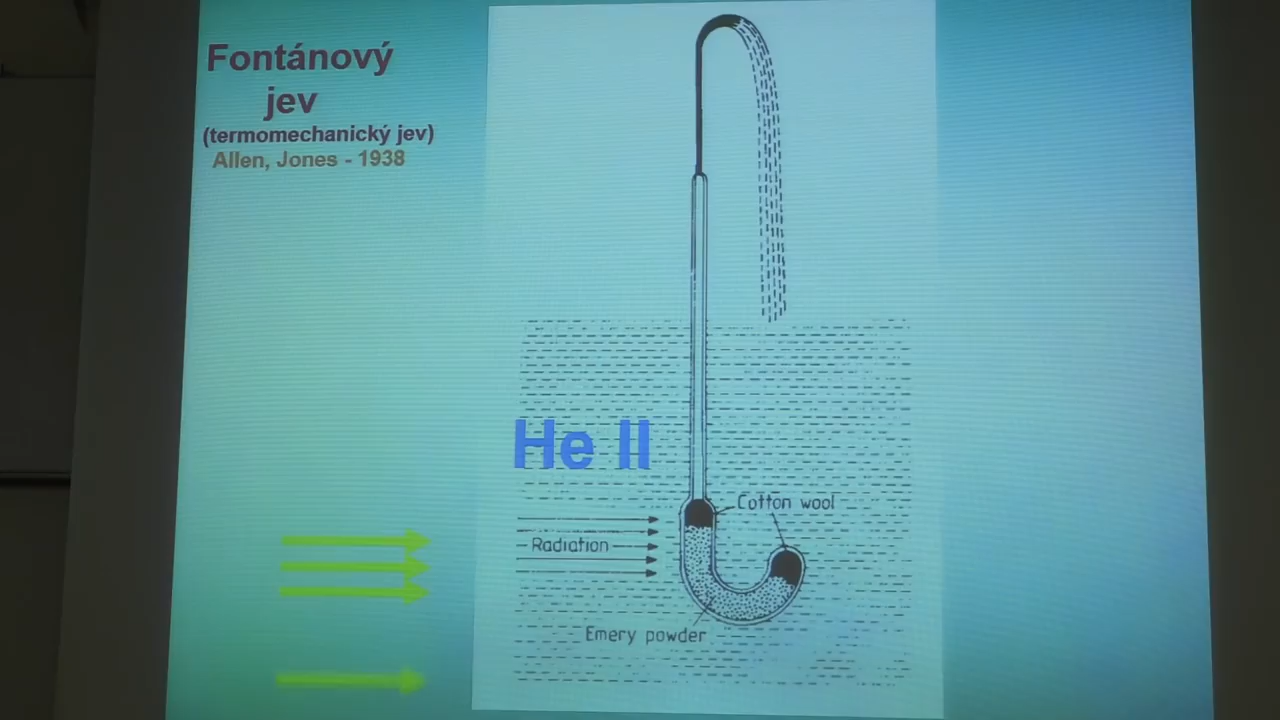 Fontánový
jev
(termomechanický jev)
Allen, Jones - 1938
He II
Cotton wool
Radiation
Emery powder